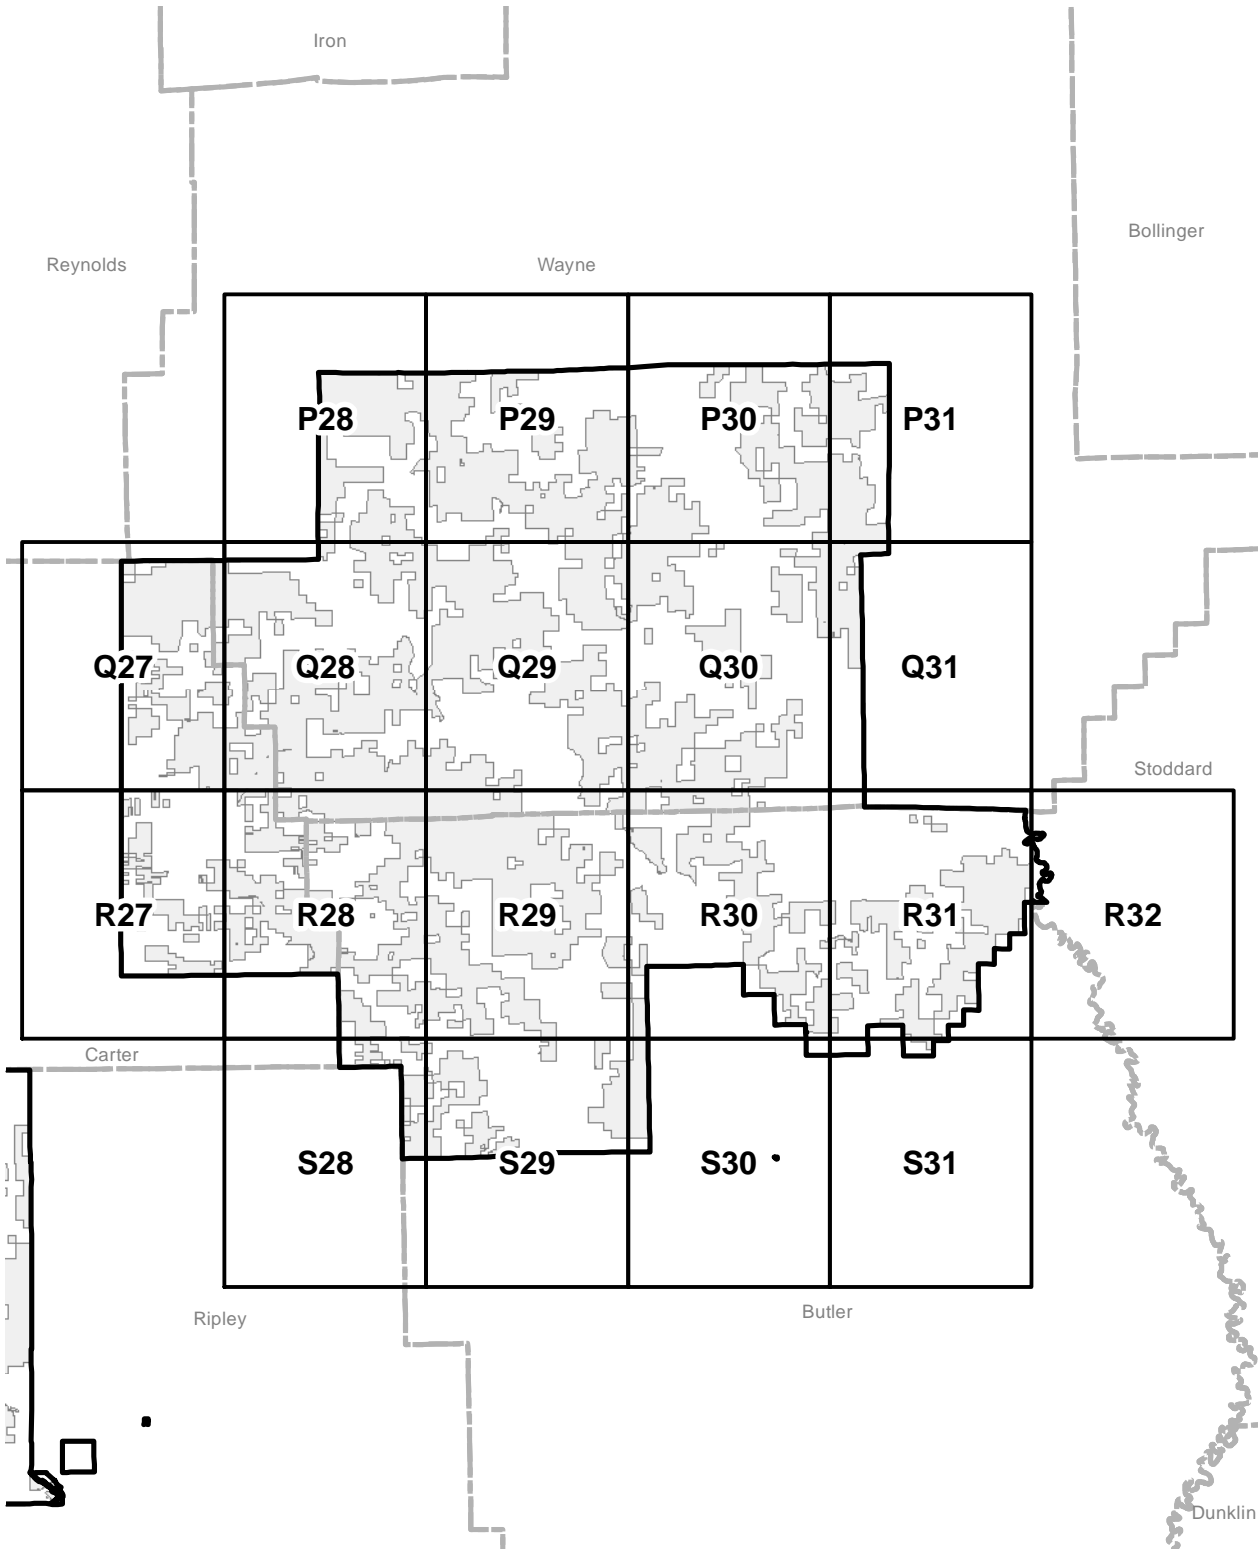 Iron
Bollinger
Reynolds
Wayne
P28
P29
P30
P31
Q27
Q28
Q29
Q30
Q31
Stoddard
R27
R28
R29
R30
R31
R32
Carter
S28
S29
S30
S31
Ripley
Butler
Dunklin